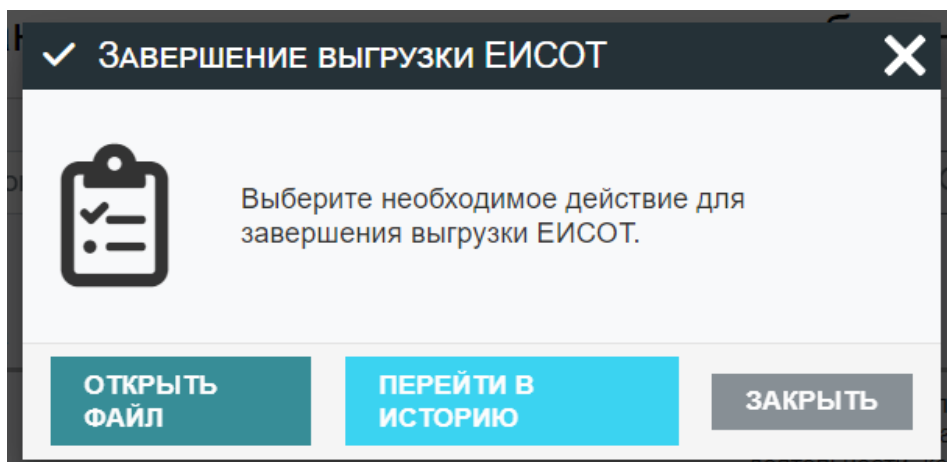 Завершение выгрузки ЕИСОТ
Выберите необходимое действие для
завершения выгрузки ЕИСОТ.
ОТКРЫТЬ
ФАЙЛ
ПЕРЕЙТИ В
ИСТОРИЮ
ЗАКРЫТЬ